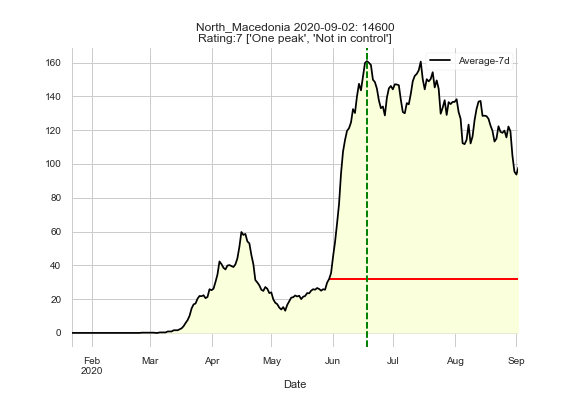 North_Macedonia 2020-09-02: 14600
Rating:7 ['One peak', 'Not in control']
Average-7d
160
140
120
100
80
60
40
20
0
Feb Mar Apr May Jun Jul Aug Sep
2020
Date